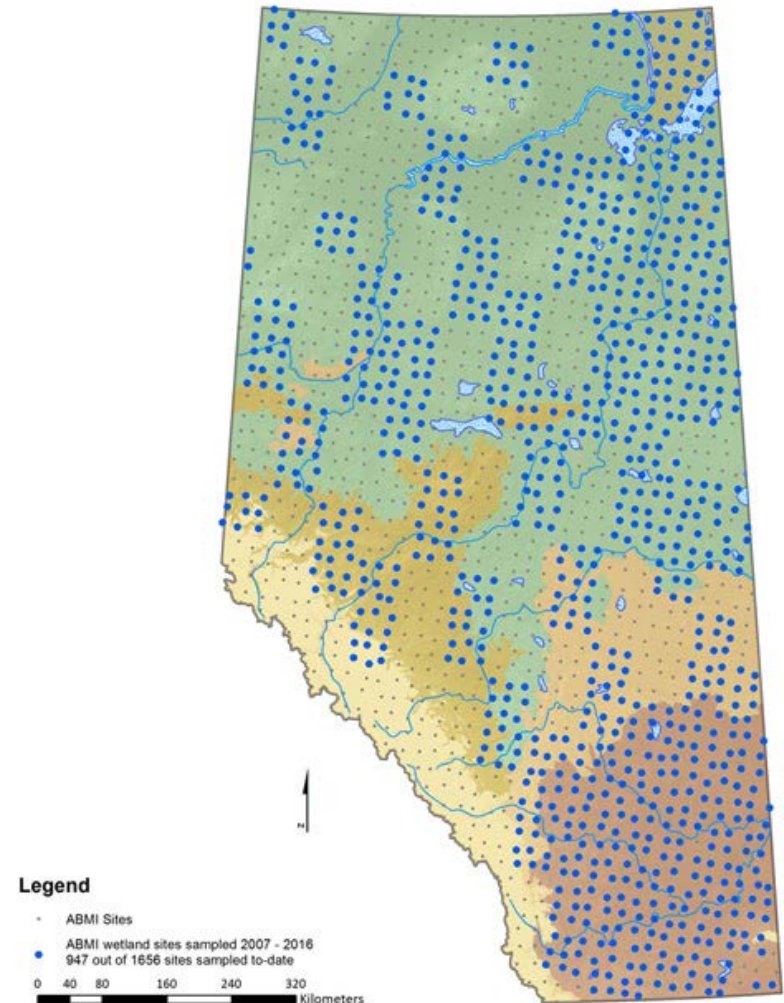 N
Legend
ABMI Sites
ABMI wetland sites sampled 2007 - 2016
947 out of 1656 sites sampled to-date
0 40 80 160 240 320
Kilometers